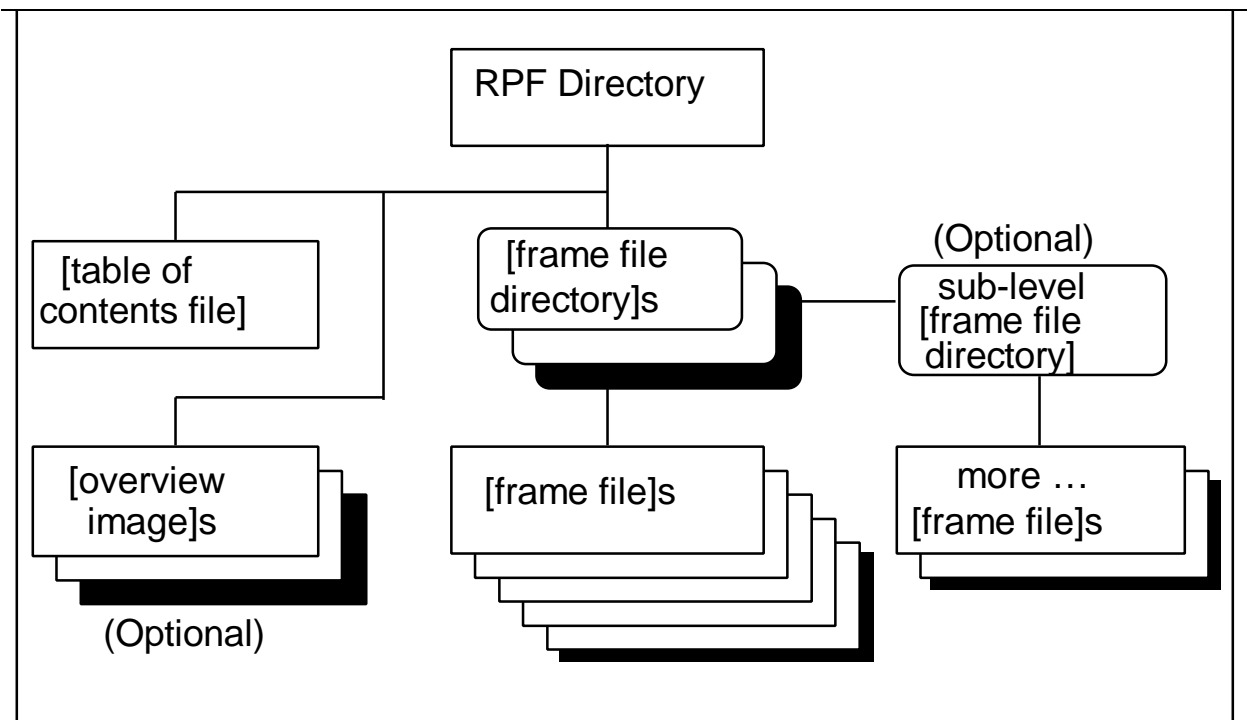 RPF Directory
[table of
contents file]
[frame file
directory]s
(Optional)
sub-level
[frame file
directory]
[overview
image]s
(Optional)
[frame file]s
more …
[frame file]s